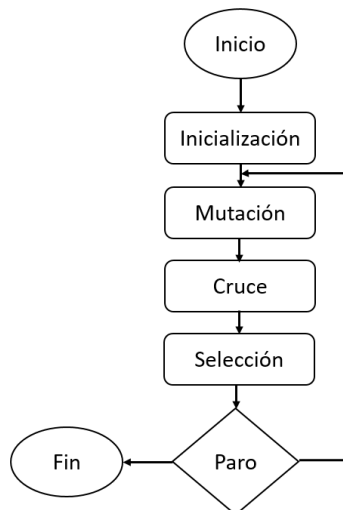 Inicio
Inicialización
Mutación
Cruce
Selección
Fin
Paro